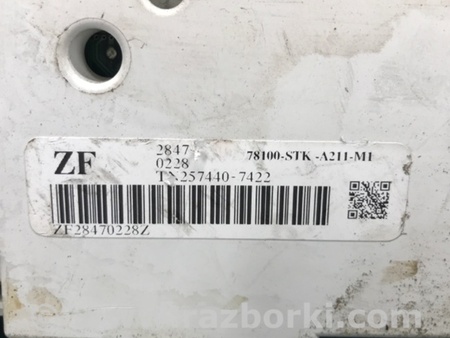 ZF 2847 78100-STK-A211-M1
0228
TN257440-7422
ZF28470228Z
razborki.com